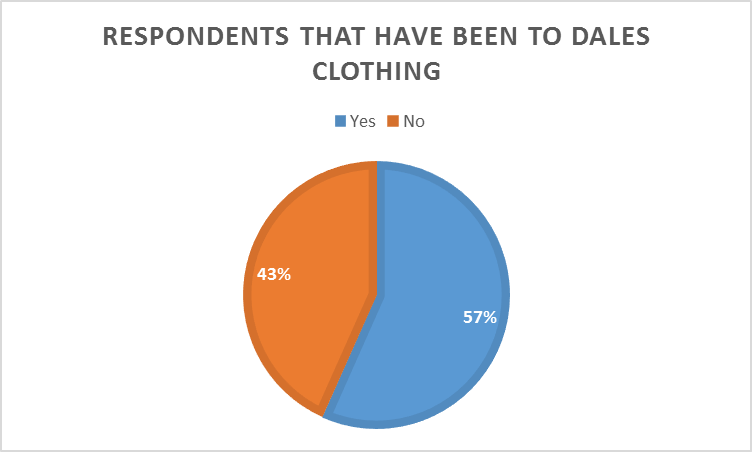 RESPONDENTS THAT HAVE BEEN TO DALES
CLOTHING
Yes No
43%
57%